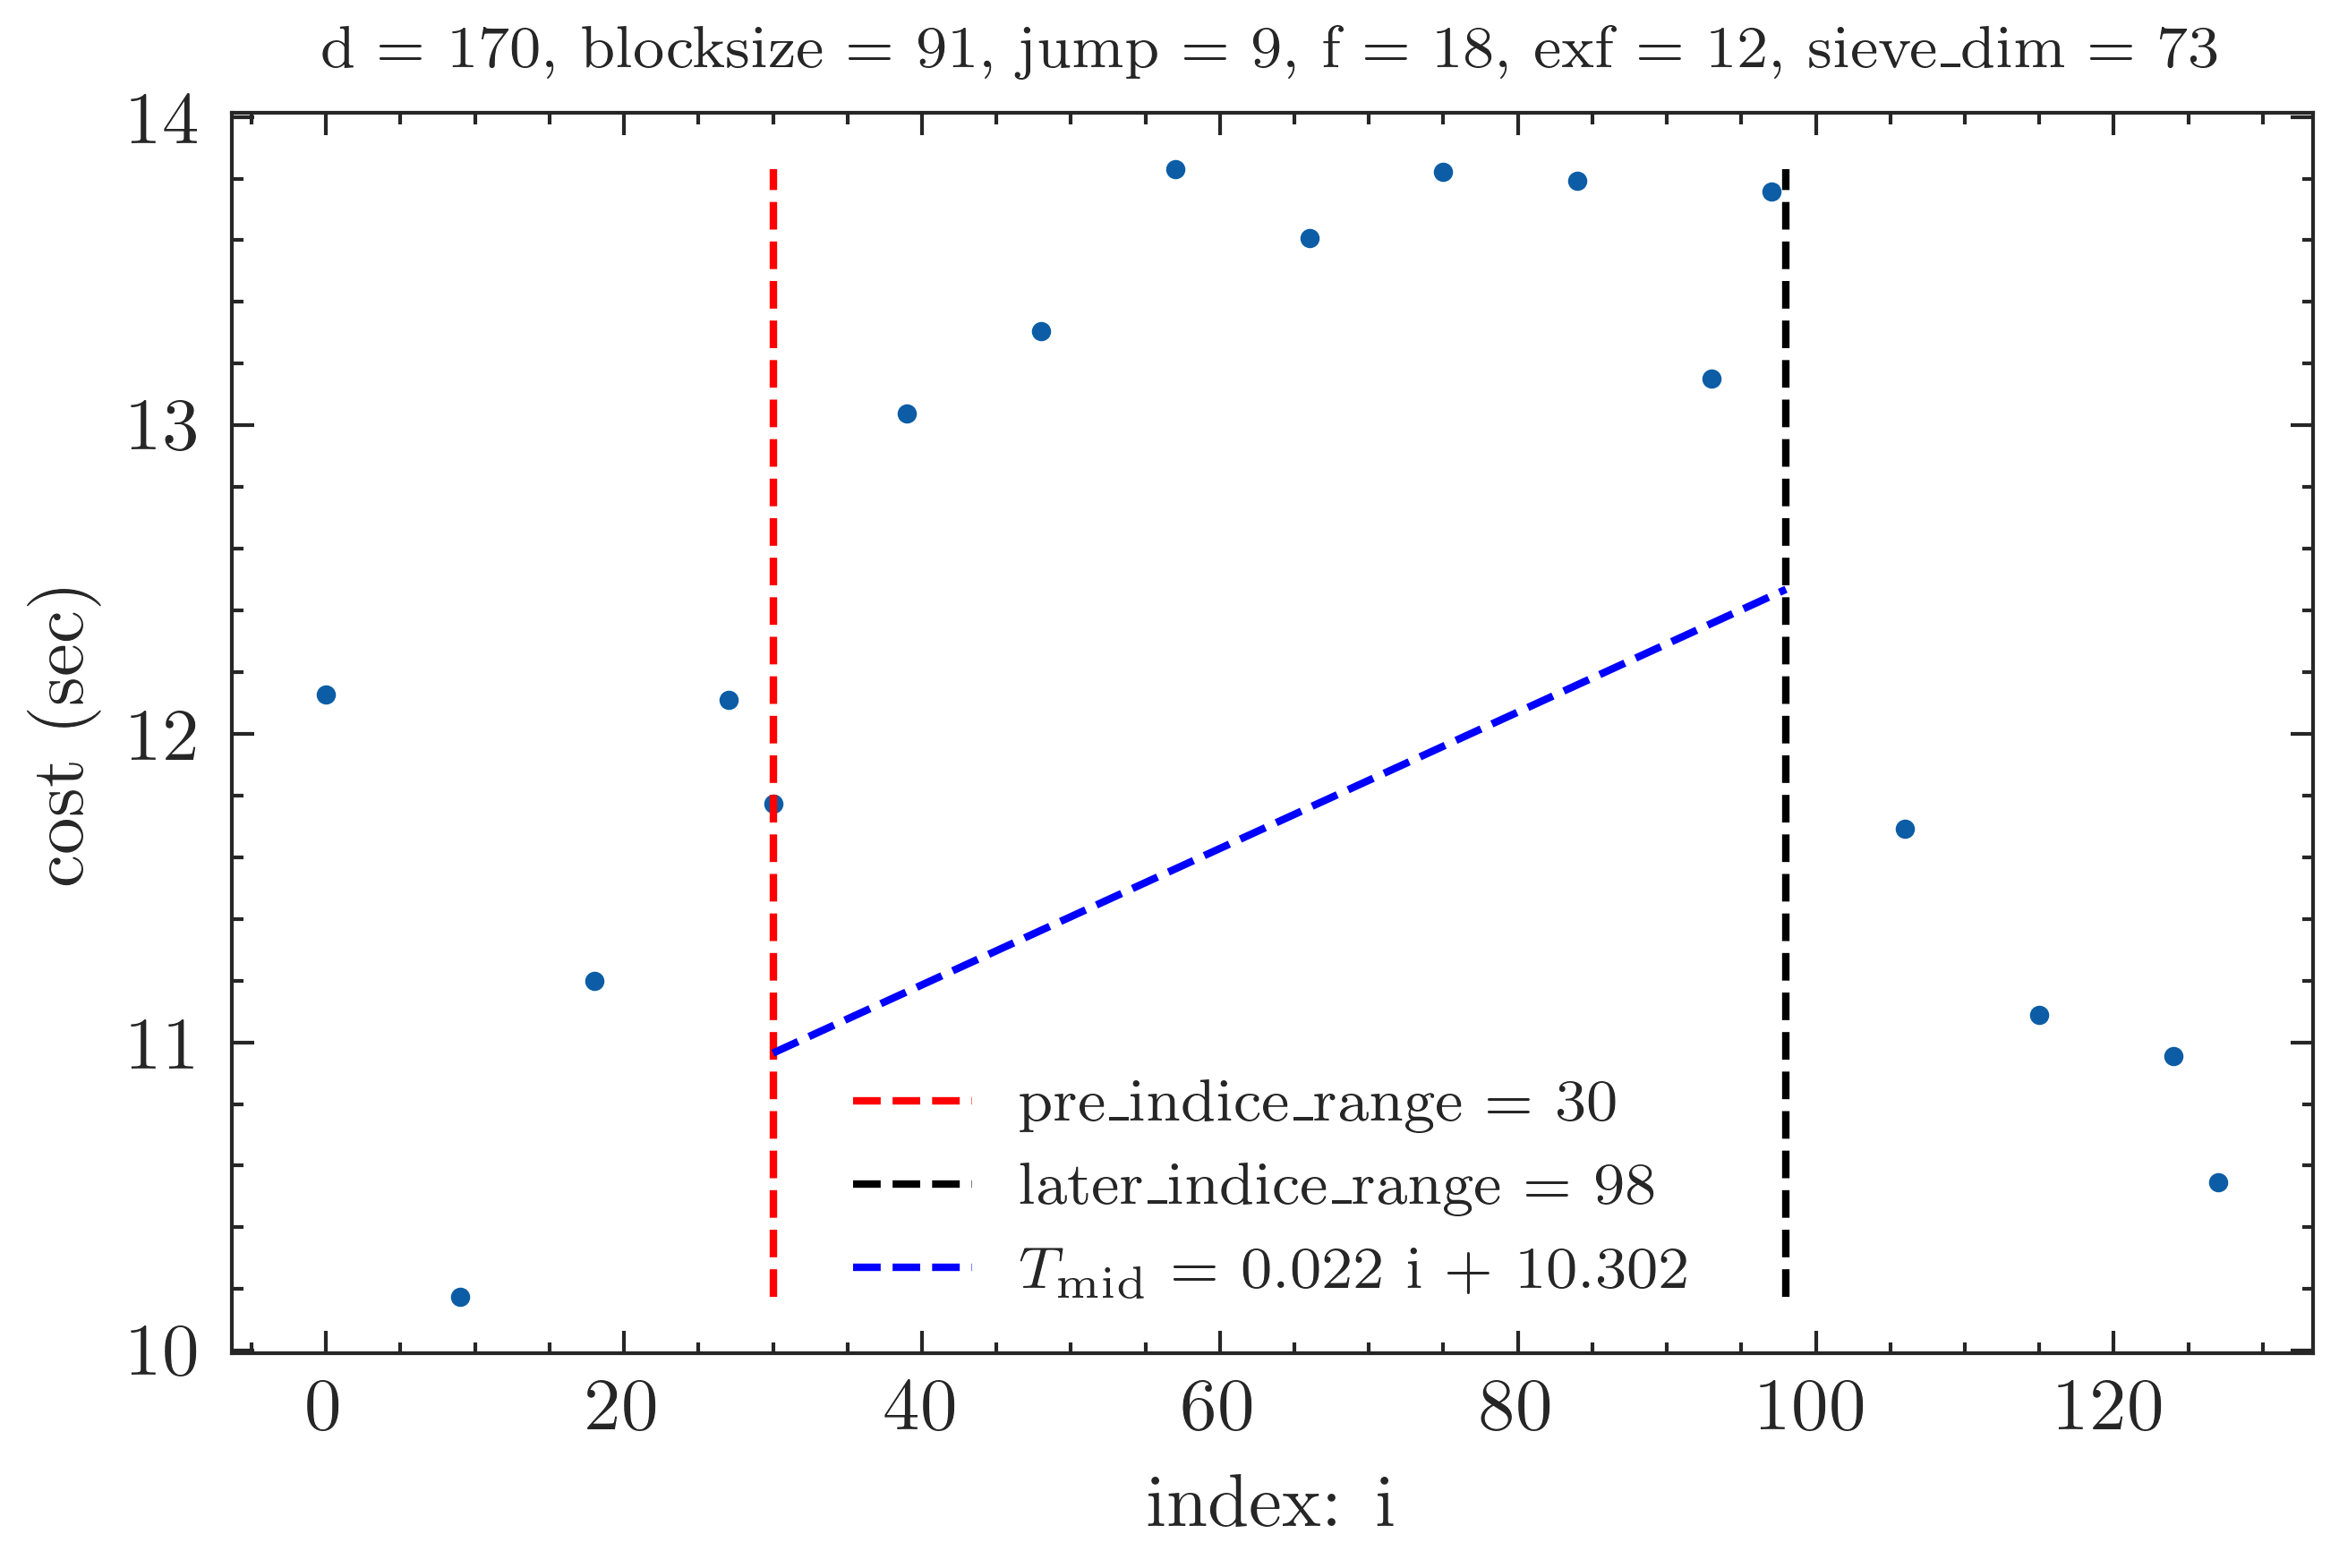 d = 170, blocksize = 91, jump = 9, f = 18, exf = 12, sieve_dim = 73
14
13
12
11
10
cost (sec)
pre_indice_range = 30
later_indice_range = 98
T_mid = 0.022 i + 10.302
0 20 40 60 80 100 120
index: i